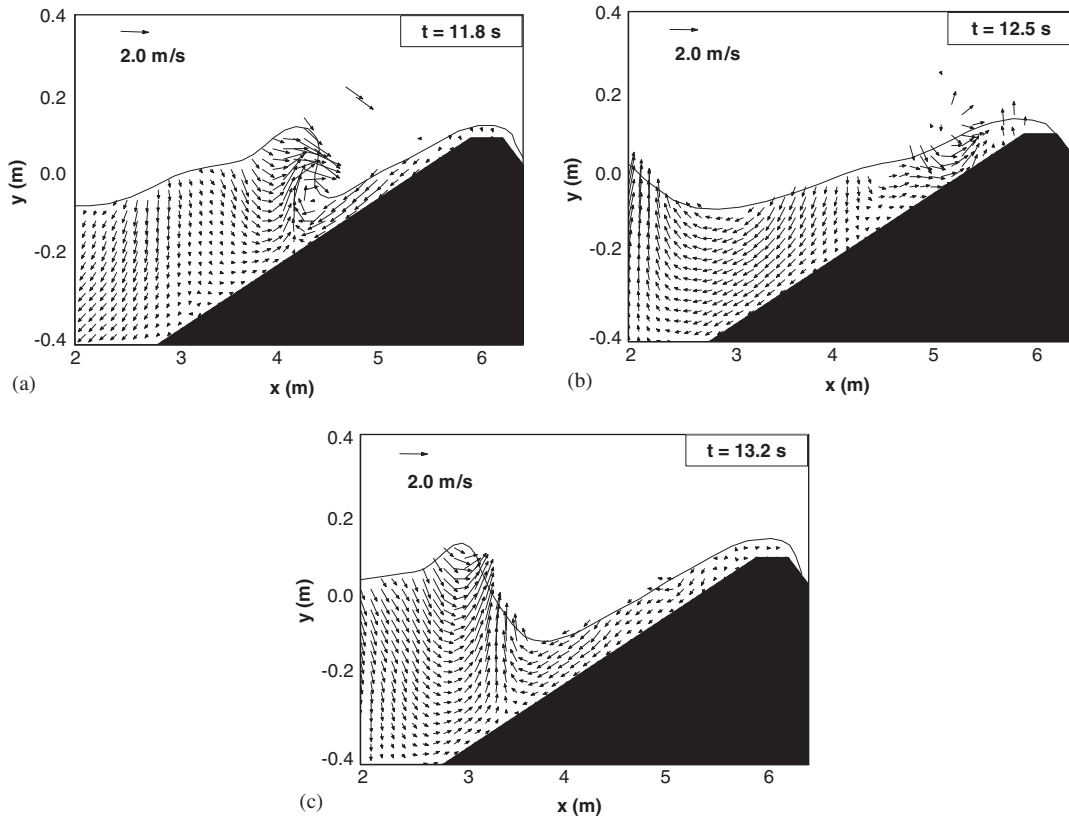 0.4
t = 11.8 s
2.0 m/s
0.2
y (m)
0.0
-0.2
-0.4
2 3 4 5 6
(a)
x (m)
0.4
t = 12.5 s
2.0 m/s
0.2
y (m)
0.0
-0.2
-0.4
2 3 4 5 6
(b)
x (m)
0.4
t = 13.2 s
2.0 m/s
0.2
y (m)
0.0
-0.2
-0.4
2 3 4 5 6
(c)
x (m)